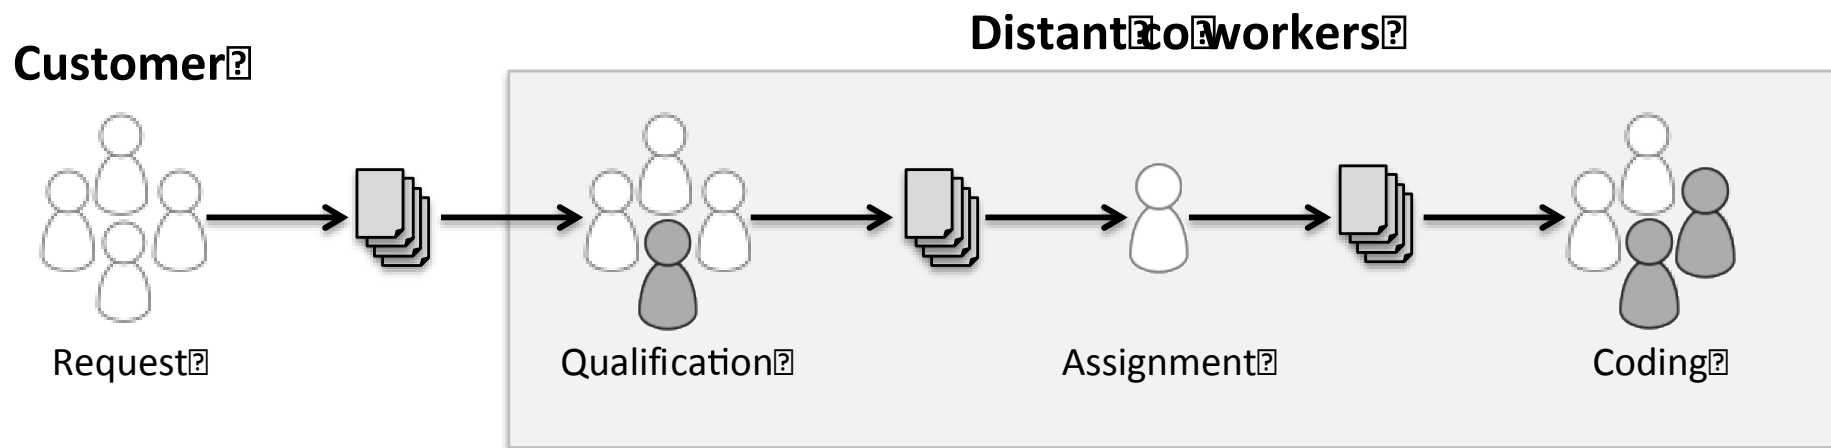 Distant⍰co⍰workers⍰
Customer⍰
Request⍰
Qualification⍰
Assignment⍰
Coding⍰